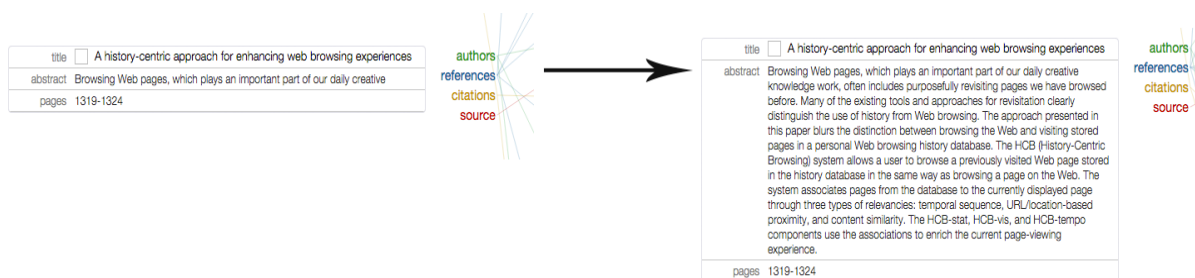 title A history-centric approach for enhancing web browsing experiences
abstract Browsing Web pages, which plays an important part of our daily creative
pages 1319-1324
authors
references
citations
source
title A history-centric approach for enhancing web browsing experiences
abstract Browsing Web pages, which plays an important part of our daily creative
knowledge work, often includes purposefully revisiting pages we have browsed
before. Many of the existing tools and approaches for revisitation clearly
distinguish the use of history from Web browsing. The approach presented in
this paper blurs the distinction between browsing the Web and visiting stored
pages in a personal Web browsing history database. The HCB (History-Centric
Browsing) system allows a user to browse a previously visited Web page stored
in the history database in the same way as browsing a page on the Web. The
system associates pages from the database to the currently displayed page
through three types of relevancies: temporal sequence, URL/location-based
proximity, and content similarity. The HCB-stat, HCB-vis, and HCB-tempo
components use the associations to enrich the current page-viewing
experience.
pages 1319-1324
authors
references
citations
source